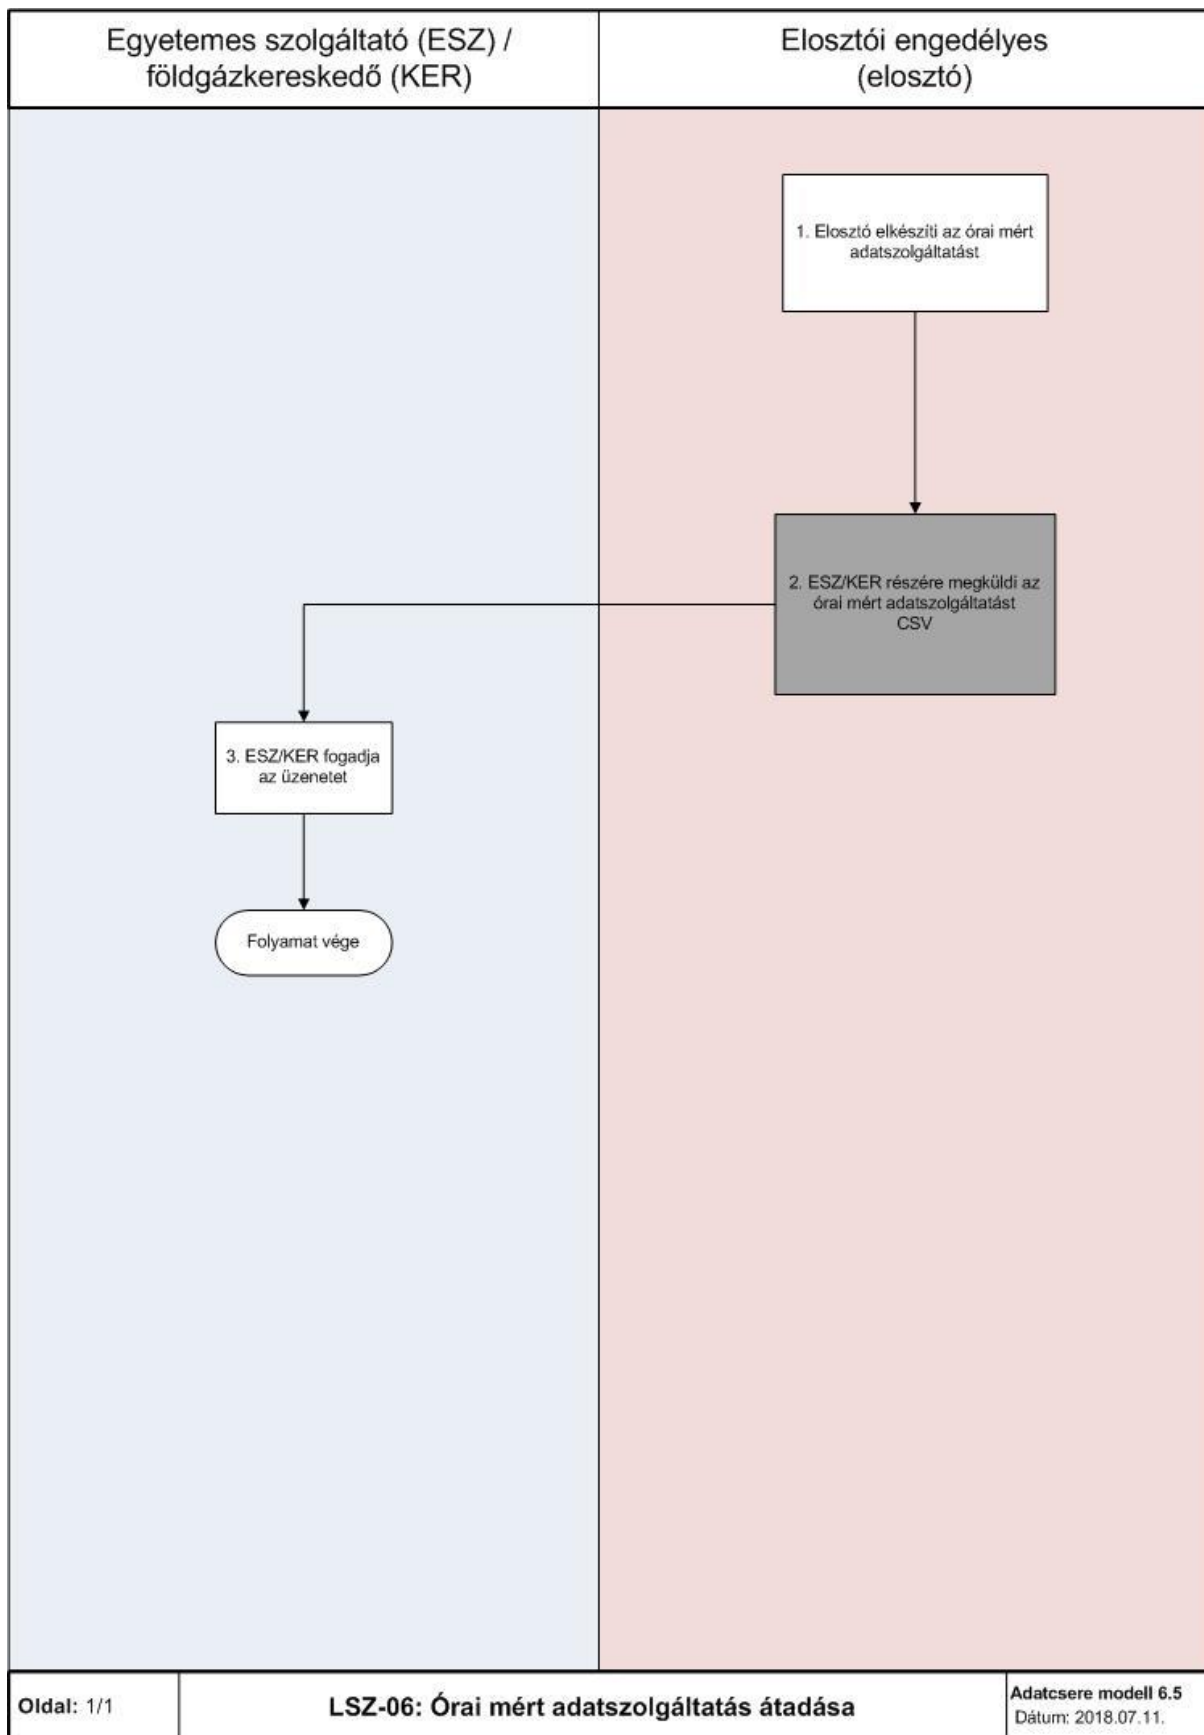 Egyetemes szolgáltató (ESZ) /
földgázkereskedő (KER)
Elosztói engedélyes
(elosztó)
1. Elosztó elkészíti az órai mért
adatszolgáltatást
2. ESZ/KER részére megküldi az
órai mért adatszolgáltatást
CSV
3. ESZ/KER fogadja
az üzenetet
Folyamat vége
Oldal: 1/1
LSZ-06: Órai mért adatszolgáltatás átadása
Adatcsere modell 6.5
Dátum: 2018.07.11.